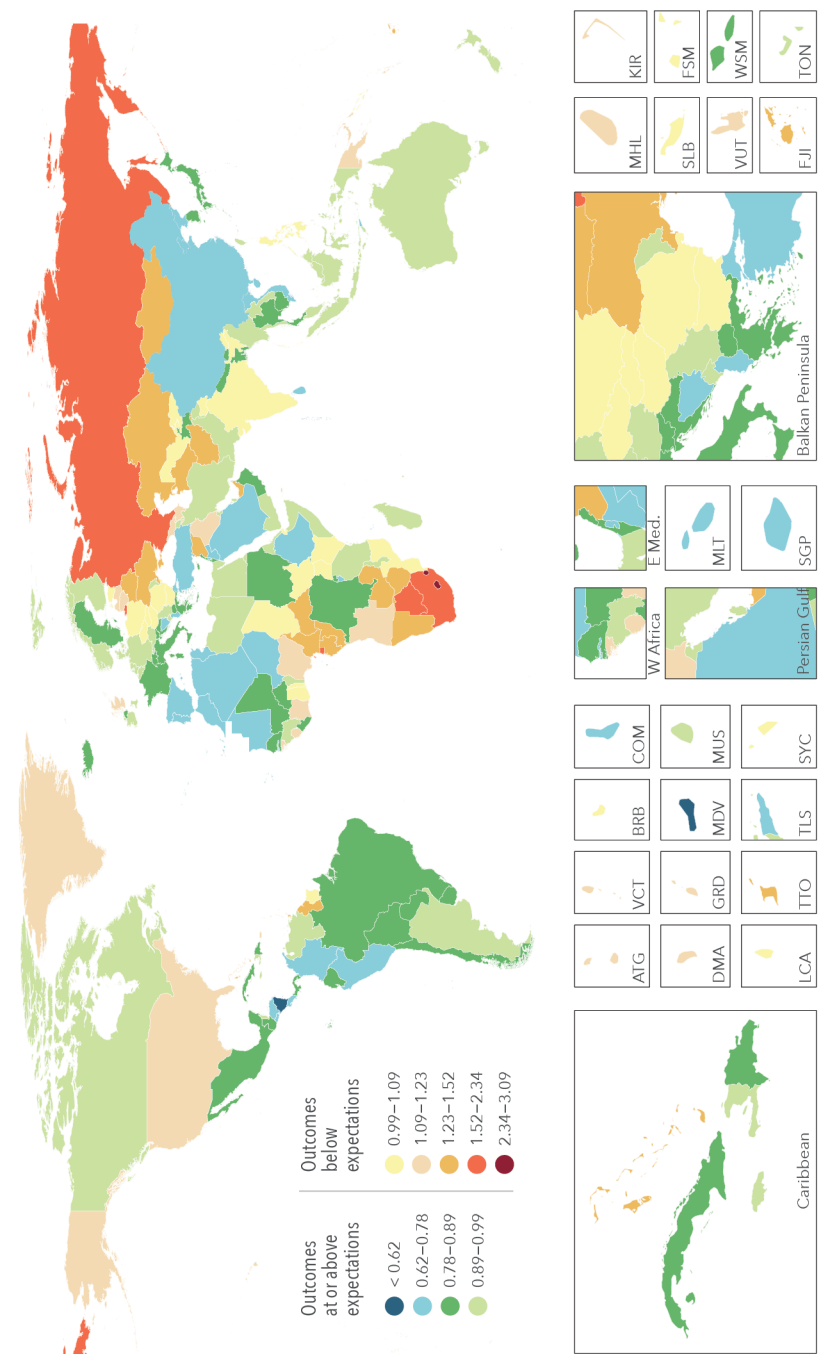 Outcomes
at or above
expectations
< 0.62
0.62–0.78
0.78–0.89
0.89–0.99
Outcomes
below
expectations
0.99–1.09
1.09–1.23
1.23–1.52
1.52–2.34
2.34–3.09
Caribbean
ATG
VCT
BRB
COM
DMA
GRD
MDV
MUS
LCA
TTO
TLS
SYC
W Africa
E Med.
Persian Gulf
MLT
SGP
Balkan Peninsula
MHL
KIR
SLB
FSM
VUT
WSM
FJI
TON